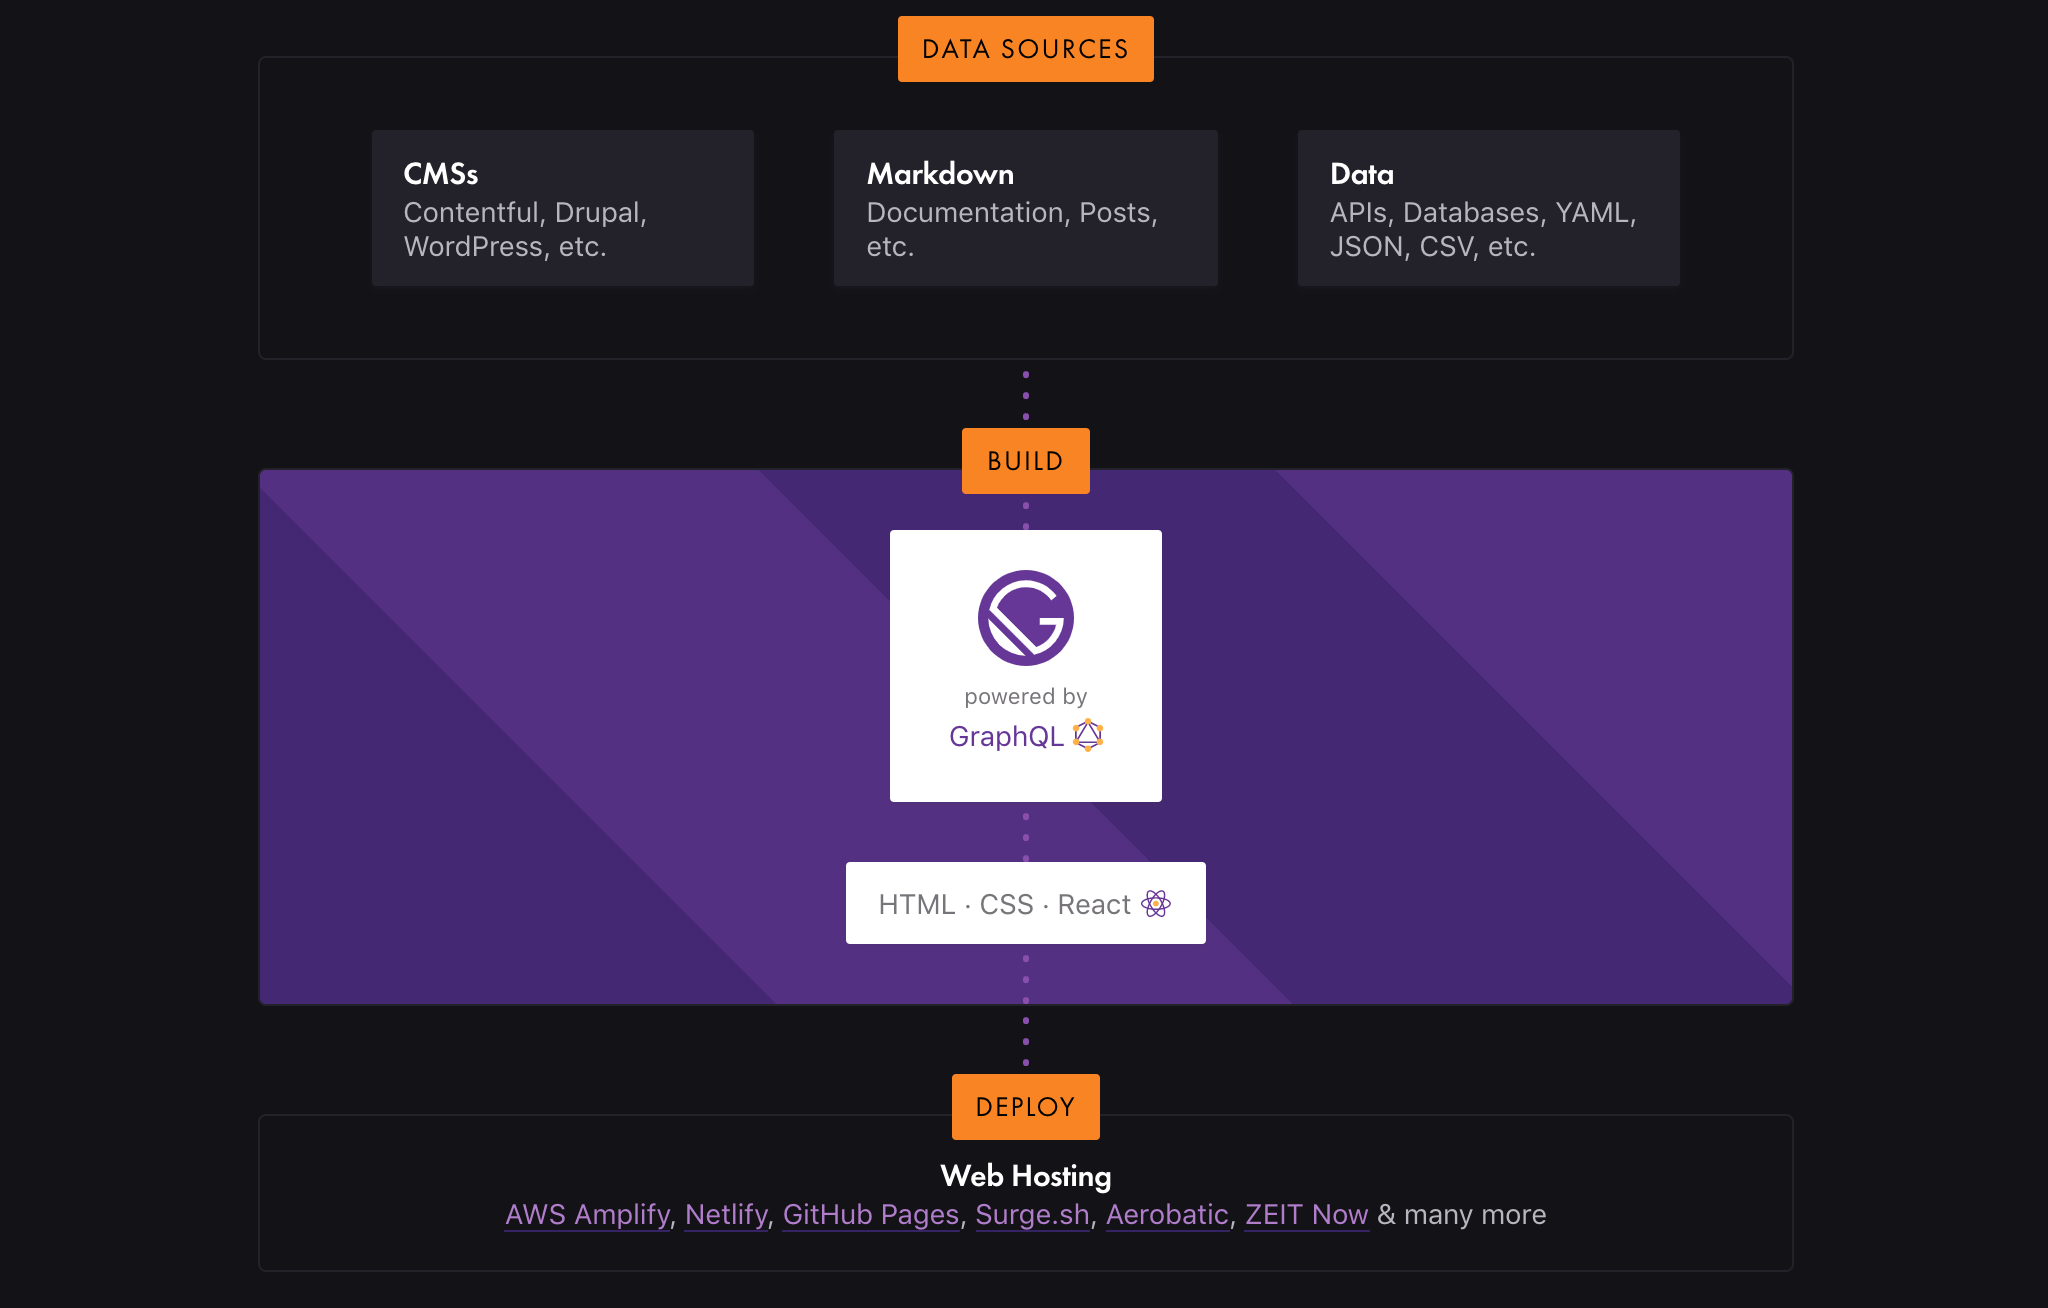 DATA SOURCES
CMSs
Contentful, Drupal,
WordPress, etc.
Markdown
Documentation, Posts,
etc.
Data
APIs, Databases, YAML,
JSON, CSV, etc.
BUILD
powered by
GraphQL
HTML · CSS · React
DEPLOY
Web Hosting
AWS Amplify, Netlify, GitHub Pages, Surge.sh, Aerobatic, ZEIT Now & many more